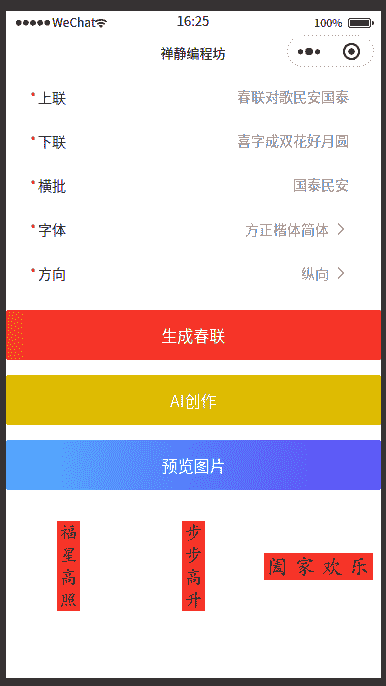 WeChat 16:25 100%
禅静编程坊
* 上联 春联对歌民安国泰
* 下联 喜字成双花好月圆
* 横批 国泰民安
* 字体 方正楷体简体
* 方向 纵向
生成春联
AI创作
预览图片
福星高照
步步高升
阖家欢乐